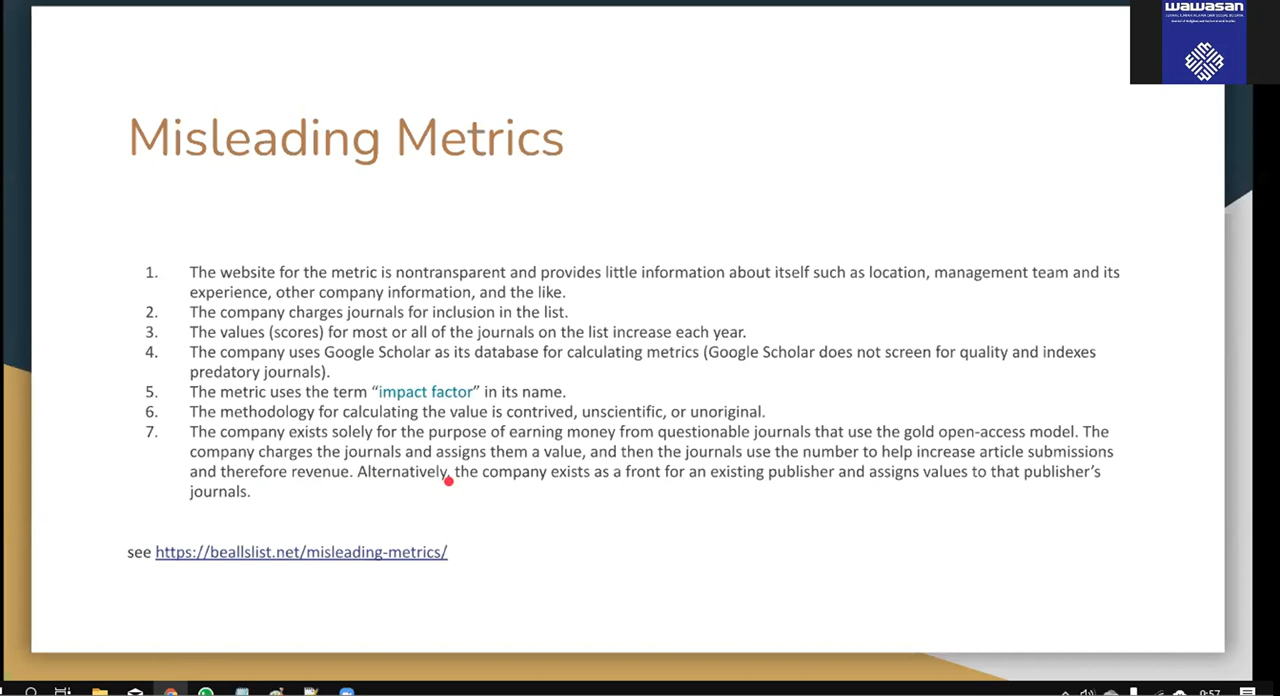 wawasan
Misleading Metrics
1. The website for the metric is nontransparent and provides little information about itself such as location, management team and its
experience, other company information, and the like.
2. The company charges journals for inclusion in the list.
3. The values (scores) for most or all of the journals on the list increase each year.
4. The company uses Google Scholar as its database for calculating metrics (Google Scholar does not screen for quality and indexes
predatory journals).
5. The metric uses the term “impact factor” in its name.
6. The methodology for calculating the value is contrived, unscientific, or unoriginal.
7. The company exists solely for the purpose of earning money from questionable journals that use the gold open-access model. The
company charges the journals and assigns them a value, and then the journals use the number to help increase article submissions
and therefore revenue. Alternatively, the company exists as a front for an existing publisher and assigns values to that publisher’s
journals.
see https://beallslist.net/misleading-metrics/
0:57